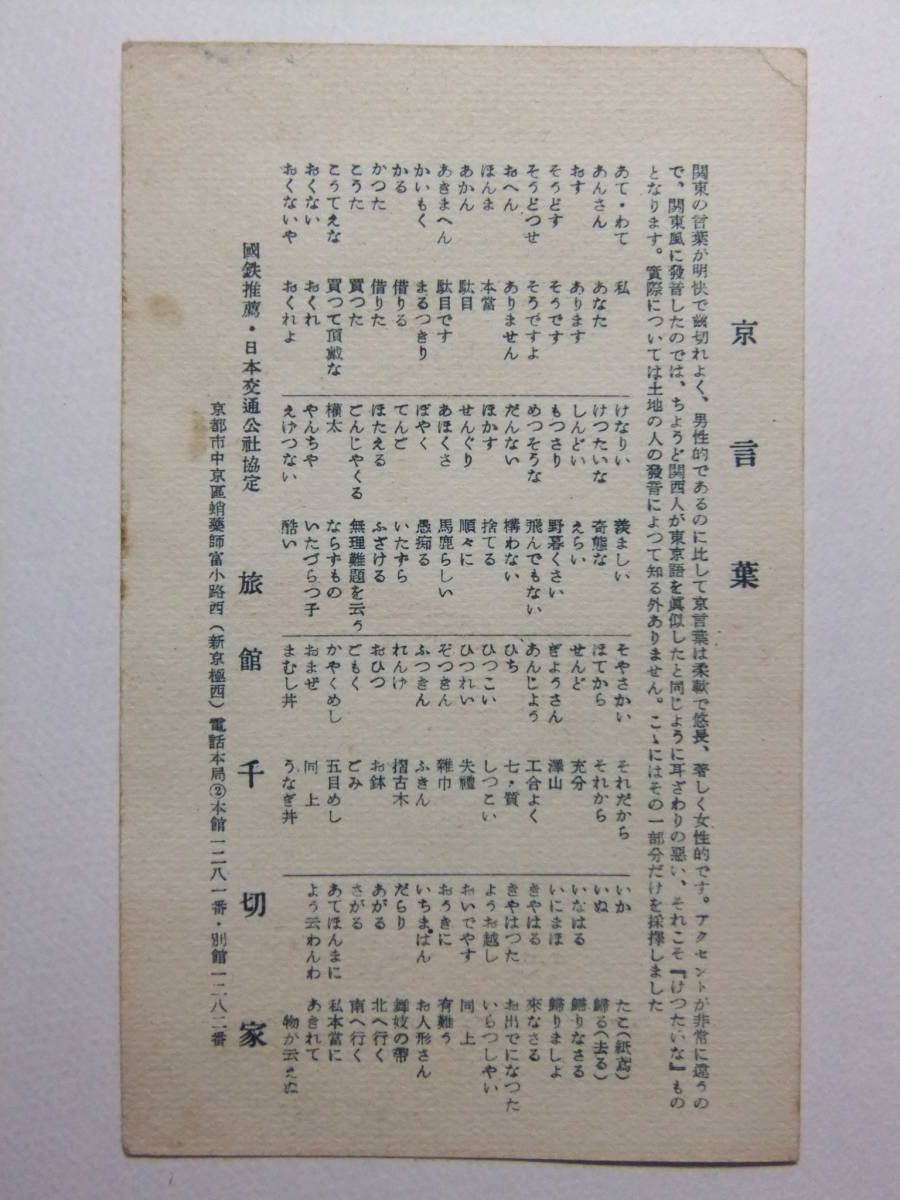 京言葉
関東の言葉が明快で歯切れよく、男性的であるのに比して京言葉は柔軟で悠長、著しく女性的です。アクセントが非常に違うの
で、関東風に發音したのでは、ちょうど関西人が東京語を眞似したと同じように耳ざわりの惡い、それこそ『けつたいな』もの
となります。實際については土地の人の發音によつて知る外ありません。こゝにはその一部分だけを採擇しました
あて・わて 私
あんさん あなた
おす あります
そうどす そうです
そうどつせ そうですよ
おへん ありません
ほんま 本當
あかん 駄目
あきまへん 駄目です
かいもく まるつきり
かる 借りる
かつた 借りた
こうた 買つた
こうてえな 買つて頂戴な
おくない おくれ
おくないや おくれよ
けなりい 羨ましい
けつたいな 奇態な
しんどい えらい
もつさり 野暮くさい
めつそうな 飛んでもない
だんない 構わない
ほかす 捨てる
せんぐり 順々に
あほくさ 馬鹿らしい
ぼやく 愚痴る
てんご いたずら
ほたえる ふざける
ごんじやくる 無理難題を云う
横太 ならずもの
やんちや いたづらつ子
えげつない 酷い
そやさかい それだから
ほてから それから
せんど 充分
ぎょうさん 澤山
あんじよう 工合よく
ひち 七・質
ひつこい しつこい
ひつれい 失禮
ぞつきん 雜巾
ふつきん ふきん
れんげ 摺古木
おひつ お鉢
ごもく ごみ
かやくめし 五目めし
おまぜ 同上
まむし丼 うなぎ丼
いか たこ(紙鳶)
いぬ 歸る(去る)
いなはる 歸りなさる
いにまほ 歸りましよ
きやはる 來なさる
きやはつた お出でになつた
ようお越し いらつしやい
おいでやす 同上
おうきに 有難う
いちまばん お人形さん
だらり 舞妓の帶
あがる 北へ行く
さがる 南へ行く
あてほんまに 私本當に
よう云わんわ あきれて
物が云えぬ
國鉄推薦・日本交通公社協定 旅館 千切家
京都市中京區蛸藥師富小路西(新京極西)電話本局②本館一二八一番・別館一二八二番